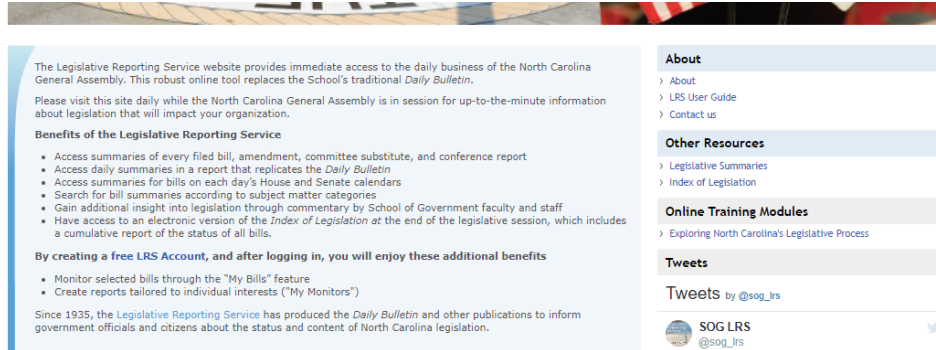 The Legislative Reporting Service website provides immediate access to the daily business of the North Carolina
General Assembly. This robust online tool replaces the School's traditional Daily Bulletin.
Please visit this site daily while the North Carolina General Assembly is in session for up-to-the-minute information
about legislation that will impact your organization.
Benefits of the Legislative Reporting Service
• Access summaries of every filed bill, amendment, committee substitute, and conference report
• Access daily summaries in a report that replicates the Daily Bulletin
• Access summaries for bills on each day's House and Senate calendars
• Search for bill summaries according to subject matter categories
• Gain additional insight into legislation through commentary by School of Government faculty and staff
• Have access to an electronic version of the Index of Legislation at the end of the legislative session, which includes
a cumulative report of the status of all bills.
By creating a free LRS Account, and after logging in, you will enjoy these additional benefits
• Monitor selected bills through the "My Bills" feature
• Create reports tailored to individual interests ("My Monitors")
Since 1935, the Legislative Reporting Service has produced the Daily Bulletin and other publications to inform
government officials and citizens about the status and content of North Carolina legislation.
About
› About
› LRS User Guide
› Contact us
Other Resources
› Legislative Summaries
› Index of Legislation
Online Training Modules
› Exploring North Carolina's Legislative Process
Tweets
Tweets by @sog_lrs
SOG LRS
@sog_lrs